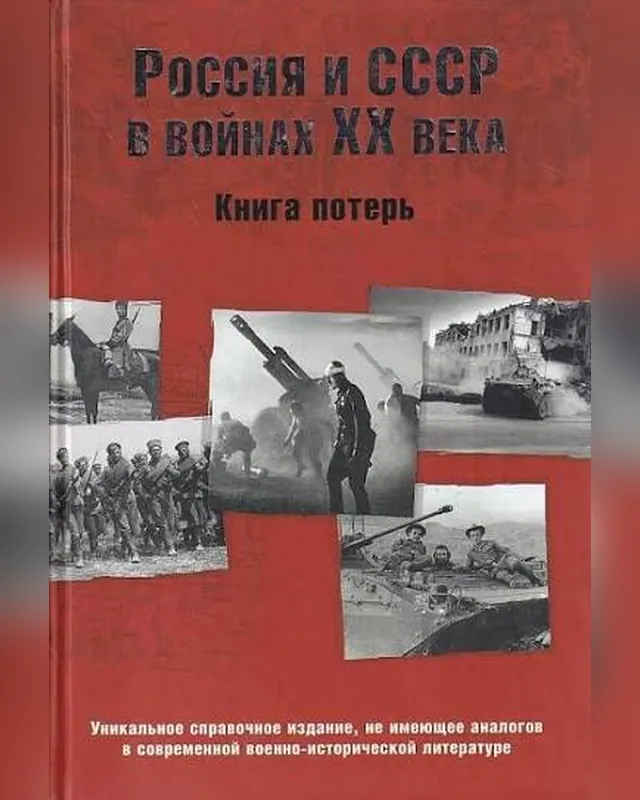 Россия и СССР
в войнах XX века
Книга потерь
Уникальное справочное издание, не имеющее аналогов
в современной военно-исторической литературе